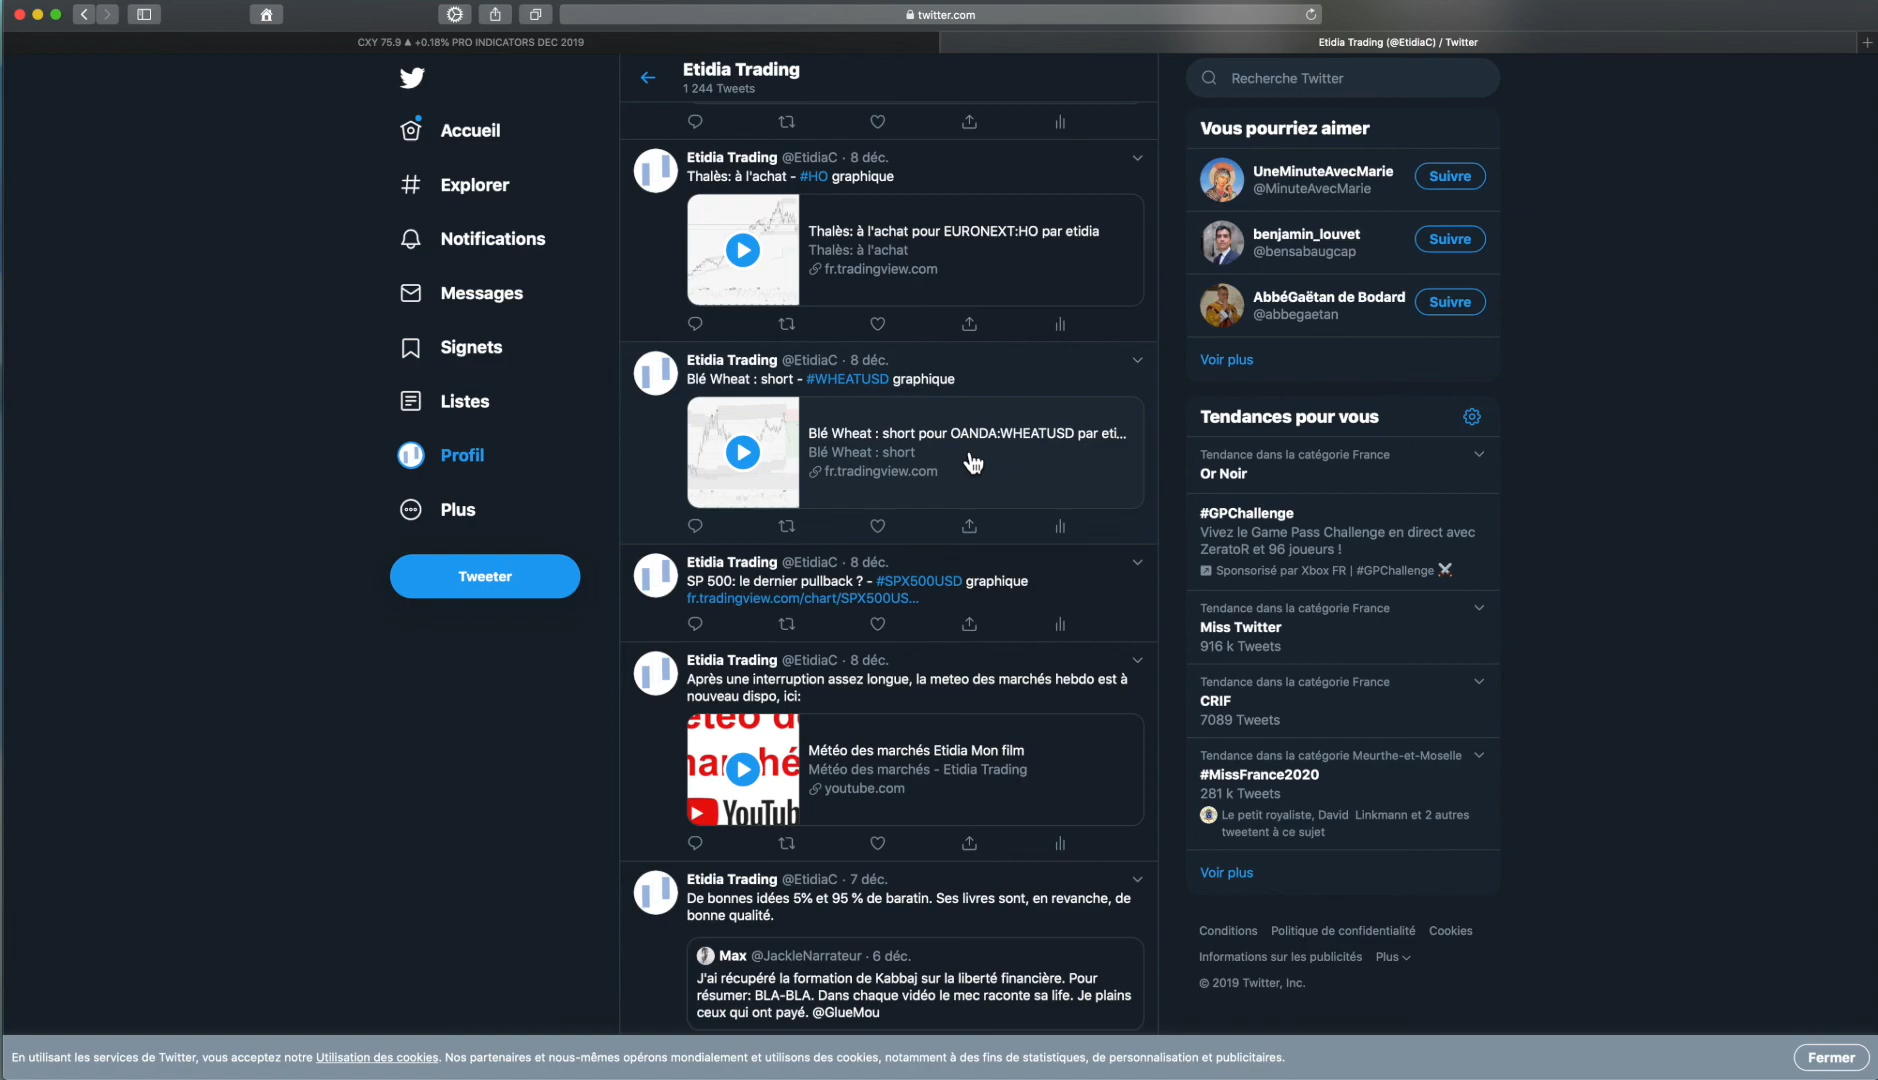 twitter.com
CXY 75.9 ▲ +0.18% PRO INDICATORS DEC 2019
Etidia Trading (@EtidiaC) / Twitter
Accueil
Explorer
Notifications
Messages
Signets
Listes
Profil
Plus
Tweeter
Etidia Trading
1 244 Tweets
Etidia Trading @EtidiaC · 8 déc.
Thalès: à l'achat - #HO graphique
Thalès: à l'achat pour EURONEXT:HO par etidia
Thalès: à l'achat
fr.tradingview.com
Etidia Trading @EtidiaC · 8 déc.
Blé Wheat : short - #WHEATUSD graphique
Blé Wheat : short pour OANDA:WHEATUSD par eti...
Blé Wheat : short
fr.tradingview.com
Etidia Trading @EtidiaC · 8 déc.
SP 500: le dernier pullback ? - #SPX500USD graphique
fr.tradingview.com/chart/SPX500US...
Etidia Trading @EtidiaC · 8 déc.
Après une interruption assez longue, la meteo des marchés hebdo est à
nouveau dispo, ici:
YouTub
Météo des marchés Etidia Mon film
Météo des marchés - Etidia Trading
youtube.com
Etidia Trading @EtidiaC · 7 déc.
De bonnes idées 5% et 95 % de baratin. Ses livres sont, en revanche, de
bonne qualité.
Max @JackleNarrateur · 6 déc.
J'ai récupéré la formation de Kabbaj sur la liberté financière. Pour
résumer: BLA-BLA. Dans chaque vidéo le mec raconte sa life. Je plains
ceux qui ont payé. @GlueMou
Recherche Twitter
Vous pourriez aimer
UneMinuteAvecMarie
@MinuteAvecMarie
Suivre
benjamin_louvet
@bensabaugcap
Suivre
AbbéGaëtan de Bodard
@abbegaetan
Suivre
Voir plus
Tendances pour vous
Tendance dans la catégorie France
Or Noir
#GPChallenge
Vivez le Game Pass Challenge en direct avec
ZeratoR et 96 joueurs !
Sponsorisé par Xbox FR | #GPChallenge
Tendance dans la catégorie France
Miss Twitter
916 k Tweets
Tendance dans la catégorie France
CRIF
7089 Tweets
Tendance dans la catégorie Meurthe-et-Moselle
#MissFrance2020
281 k Tweets
Le petit royaliste, David Linkmann et 2 autres
tweetent à ce sujet
Voir plus
Conditions Politique de confidentialité Cookies
Informations sur les publicités Plus
© 2019 Twitter, Inc.
En utilisant les services de Twitter, vous acceptez notre Utilisation des cookies. Nos partenaires et nous-mêmes opérons mondialement et utilisons des cookies, notamment à des fins de statistiques, de personnalisation et publicitaires.
Fermer